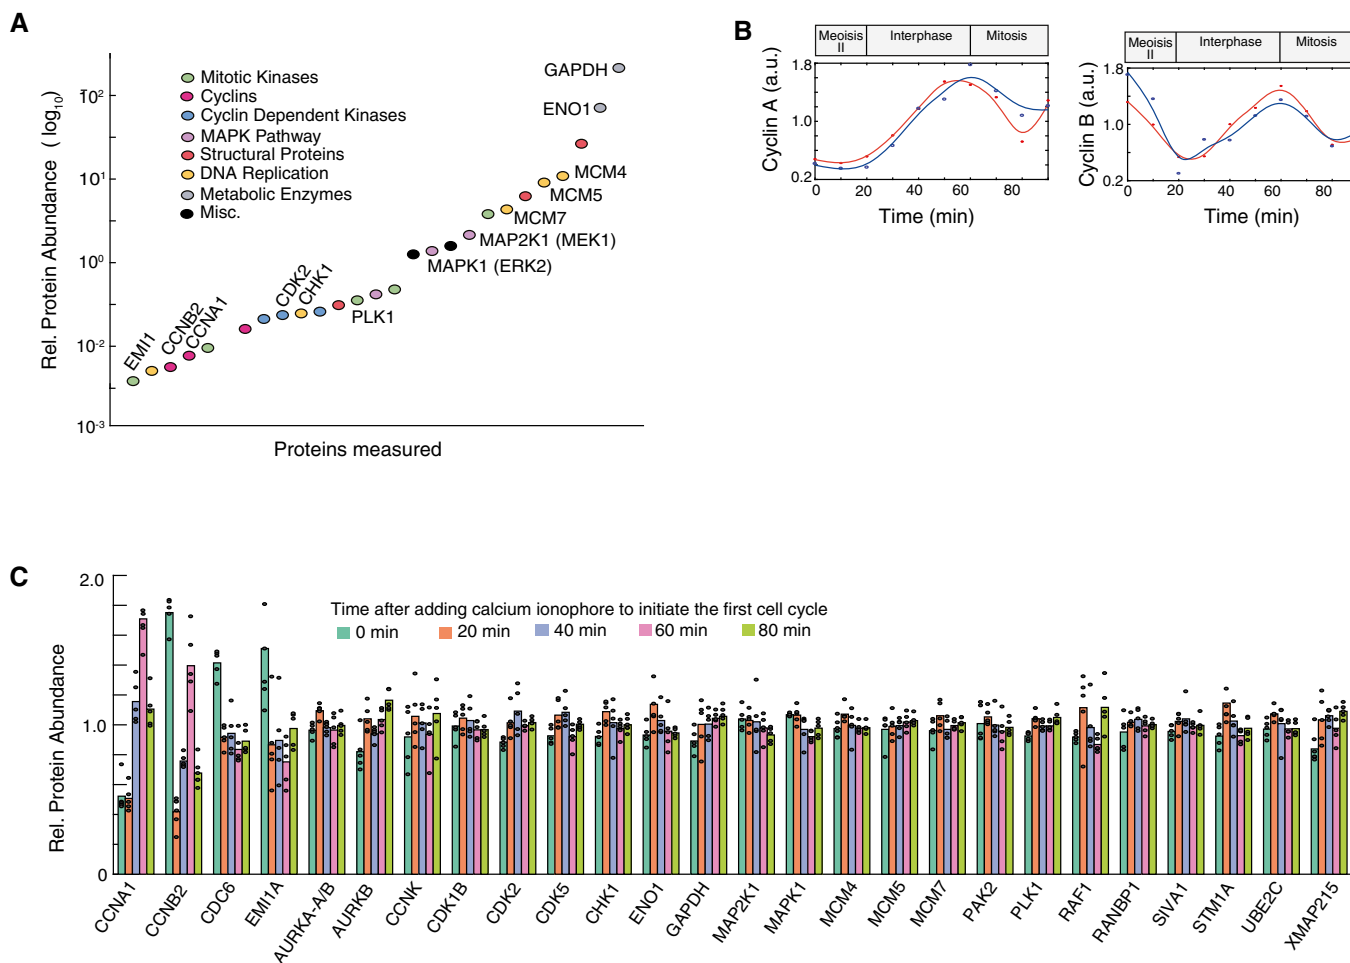 A
Rel. Protein Abundance (log10)
10²
10¹
10⁰
10-²
10-³
Mitotic Kinases
Cyclins
Cyclin Dependent Kinases
MAPK Pathway
Structural Proteins
DNA Replication
Metabolic Enzymes
Misc.
GAPDH
ENO1
MCM4
MCM5
MCM7
MAP2K1 (MEK1)
MAPK1 (ERK2)
PLK1
CDK2
CHK1
EMI1
CCNB2
CCNA1
Proteins measured
B
Meoisis II
Interphase
Mitosis
Cyclin A (a.u.)
1.8
1.0
0.2
0 20 40 60 80
Time (min)
Meoisis II
Interphase
Mitosis
Cyclin B (a.u.)
1.8
1.0
0.2
0 20 40 60 80
Time (min)
C
Rel. Protein Abundance
2.0
1.0
0
Time after adding calcium ionophore to initiate the first cell cycle
0 min 20 min 40 min 60 min 80 min
CCNA1
CCNB2
CDC6
EMI1A
AURKA-A/B
AURKB
CCNK
CDK1B
CDK2
CDK5
CHK1
ENO1
GAPDH
MAP2K1
MAPK1
MCM4
MCM5
MCM7
PAK2
PLK1
RAF1
RANBP1
SIVA1
STM1A
UBE2C
XMAP215